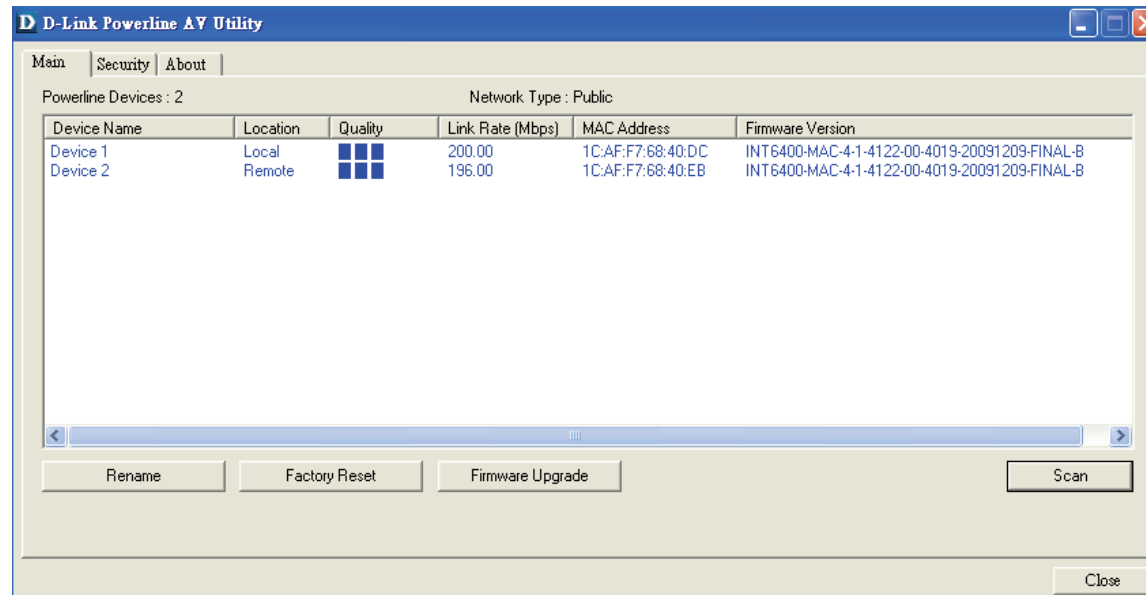 D D-Link Powerline AV Utility
Main Security About
Powerline Devices : 2 Network Type : Public
Device Name Location Quality Link Rate (Mbps) MAC Address Firmware Version
Device 1 Local 200.00 1C:AF:F7:68:40:DC INT6400-MAC-4-1-4122-00-4019-20091209-FINAL-B
Device 2 Remote 196.00 1C:AF:F7:68:40:EB INT6400-MAC-4-1-4122-00-4019-20091209-FINAL-B
Rename Factory Reset Firmware Upgrade Scan
Close